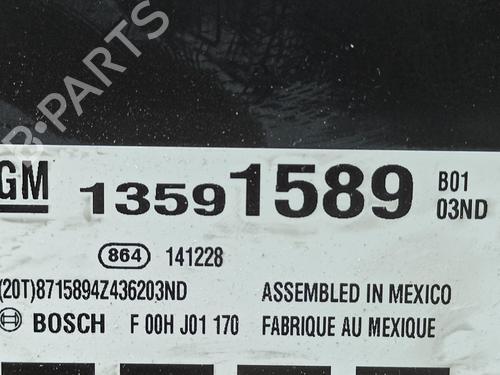 B-PARTS
GM 13591589 B01
03ND
864 141228
(20T)8715894Z436203ND ASSEMBLED IN MEXICO
BOSCH F 00H J01 170 FABRIQUE AU MEXIQUE